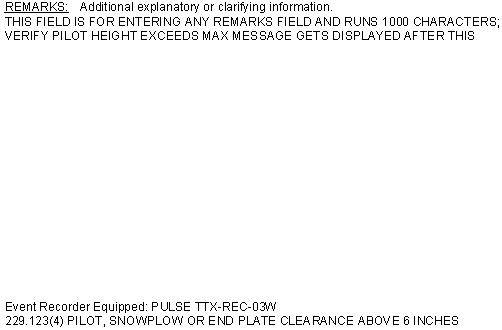 REMARKS: Additional explanatory or clarifying information.
THIS FIELD IS FOR ENTERING ANY REMARKS FIELD AND RUNS 1000 CHARACTERS;
VERIFY PILOT HEIGHT EXCEEDS MAX MESSAGE GETS DISPLAYED AFTER THIS
Event Recorder Equipped: PULSE TTX-REC-03W
229.123(4) PILOT, SNOWPLOW OR END PLATE CLEARANCE ABOVE 6 INCHES